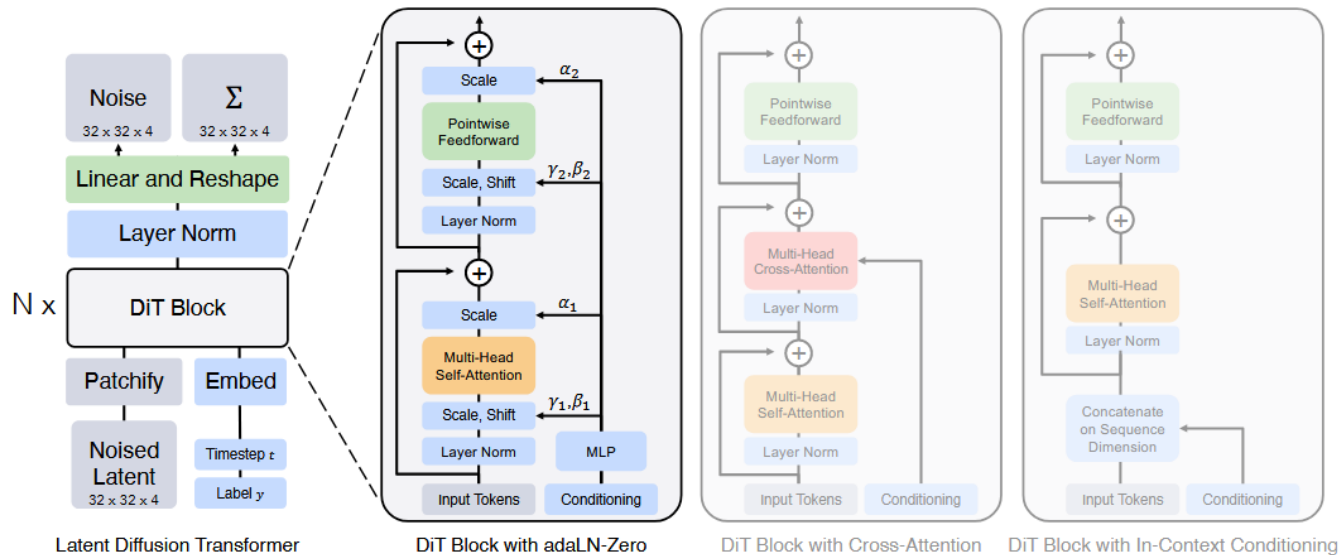 Noise
32 x 32 x 4
Σ
32 x 32 x 4
Linear and Reshape
Layer Norm
N x
DiT Block
Patchify
Embed
Noised
Latent
32 x 32 x 4
Timestep t
Label y
Latent Diffusion Transformer
+
Scale
α₂
Pointwise
Feedforward
Scale, Shift
γ₂,β₂
Layer Norm
+
Scale
α₁
Multi-Head
Self-Attention
Scale, Shift
γ₁,β₁
Layer Norm
MLP
Input Tokens
Conditioning
DiT Block with adaLN-Zero
+
Pointwise
Feedforward
Layer Norm
+
Multi-Head
Cross-Attention
Layer Norm
+
Multi-Head
Self-Attention
Layer Norm
Input Tokens
Conditioning
DiT Block with Cross-Attention
+
Pointwise
Feedforward
Layer Norm
+
Multi-Head
Self-Attention
Layer Norm
Concatenate
on Sequence
Dimension
Input Tokens
Conditioning
DiT Block with In-Context Conditioning